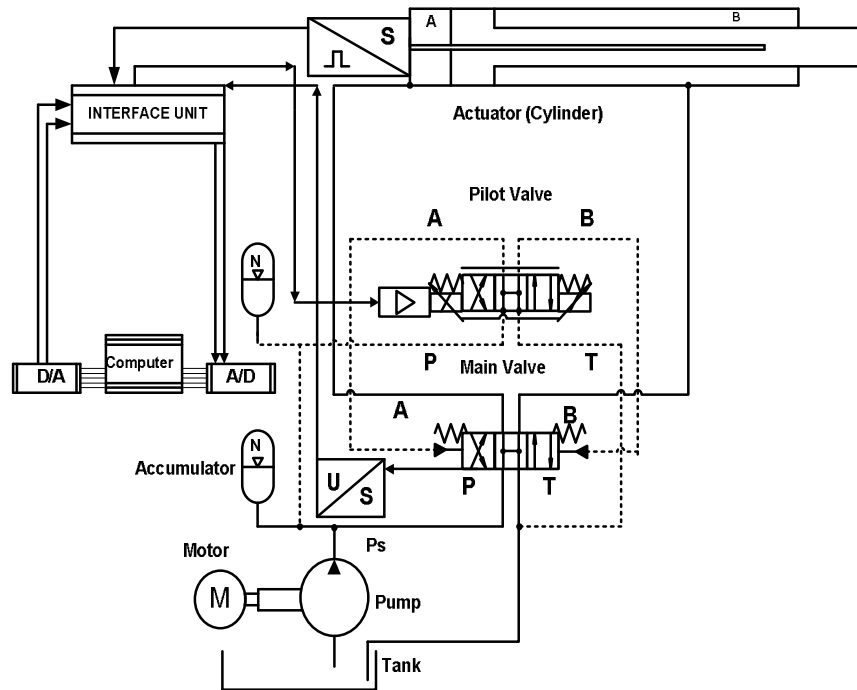 S
A
B
INTERFACE UNIT
Actuator (Cylinder)
Pilot Valve
A
B
N
P
T
Computer
Main Valve
D/A
A/D
A
B
N
Accumulator
U
S
P
T
Ps
Motor
M
Pump
Tank